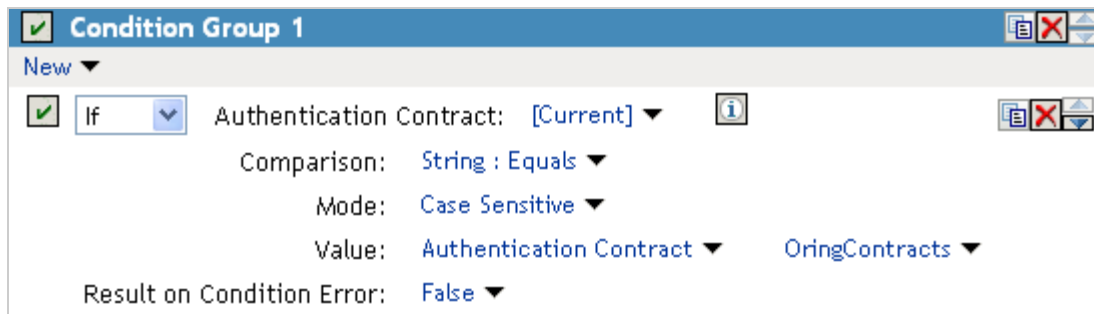 Condition Group 1
New
If Authentication Contract: [Current]
Comparison: String : Equals
Mode: Case Sensitive
Value: Authentication Contract OringContracts
Result on Condition Error: False